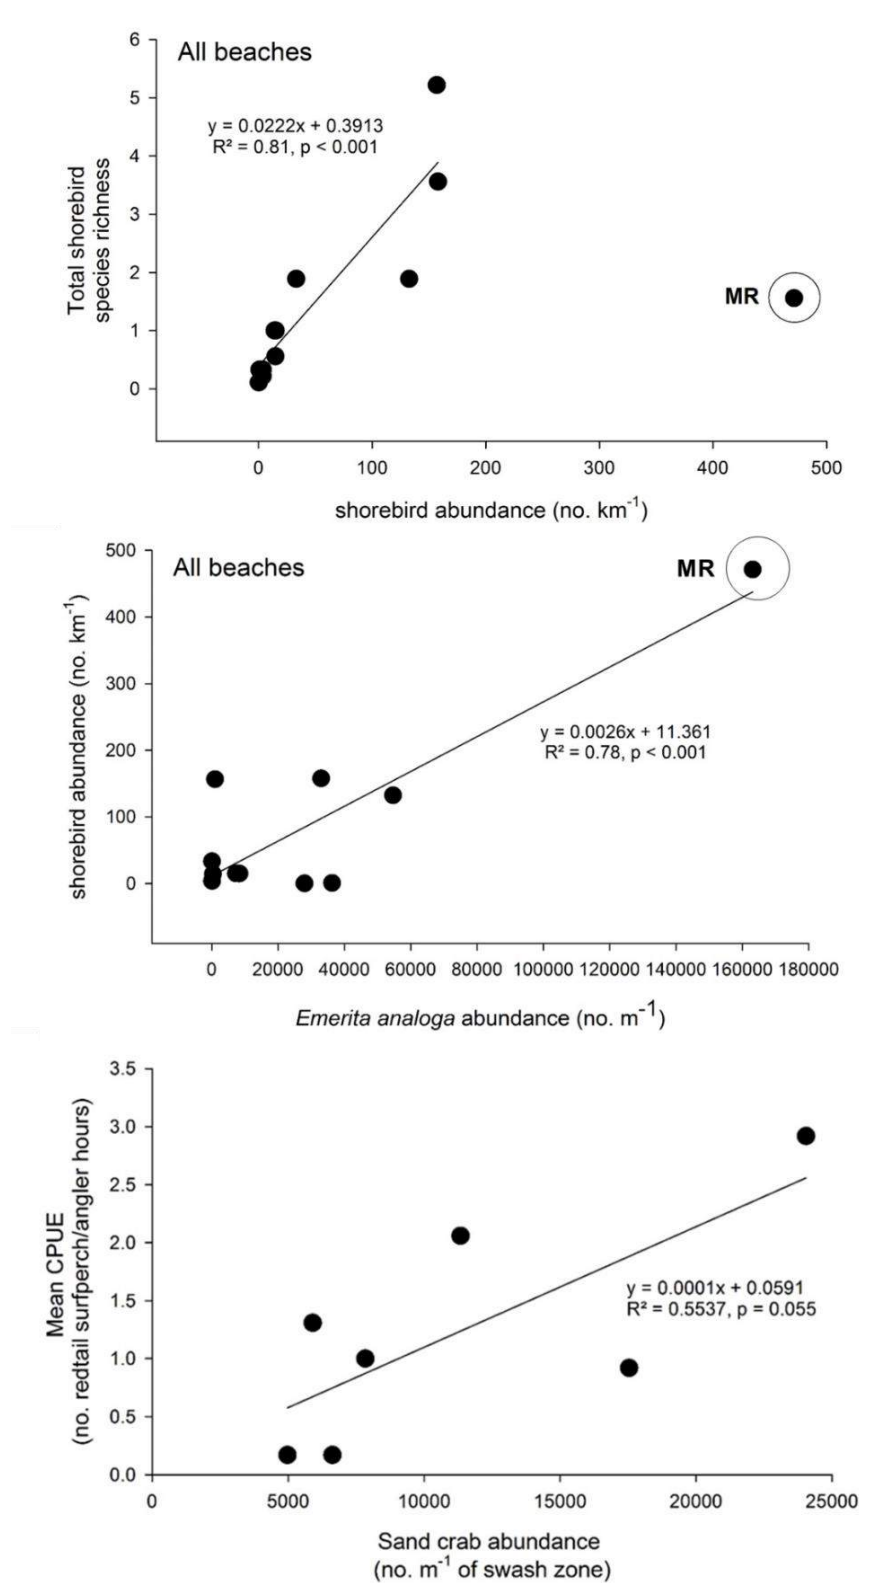 6
All beaches
5
y = 0.0222x + 0.3913
R² = 0.81, p < 0.001
4
3
2
1
0
Total shorebird
species richness
MR
0 100 200 300 400 500
shorebird abundance (no. km⁻¹)
500
All beaches
MR
400
300
200
100
0
shorebird abundance (no. km⁻¹)
y = 0.0026x + 11.361
R² = 0.78, p < 0.001
0 20000 40000 60000 80000 100000 120000 140000 160000 180000
Emerita analoga abundance (no. m⁻¹)
3.5
3.0
2.5
2.0
1.5
1.0
0.5
0.0
Mean CPUE
(no. redtail surfperch/angler hours)
y = 0.0001x + 0.0591
R² = 0.5537, p = 0.055
0 5000 10000 15000 20000 25000
Sand crab abundance
(no. m⁻¹ of swash zone)